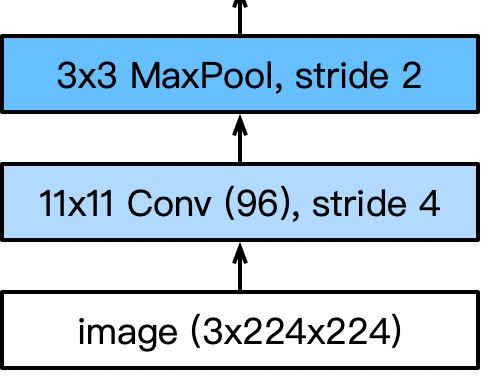 3x3 MaxPool, stride 2
11x11 Conv (96), stride 4
image (3x224x224)